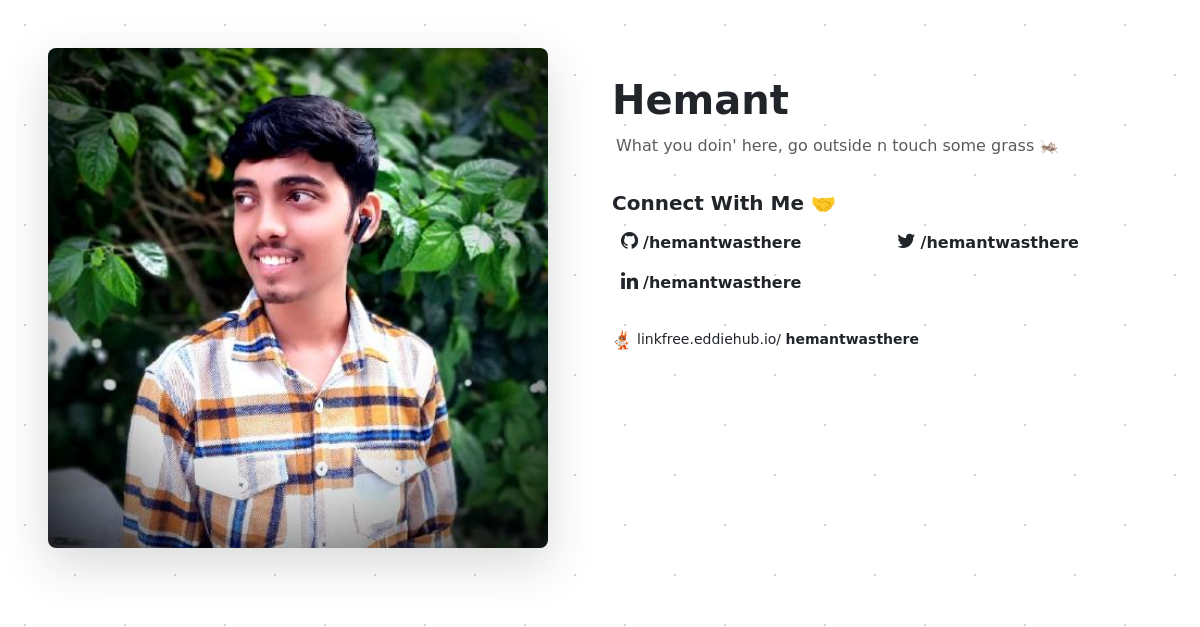 Hemant
What you doin' here, go outside n touch some grass 🦗
Connect With Me 🤝
/hemantwasthere
/hemantwasthere
/hemantwasthere
linkfree.eddiehub.io/ hemantwasthere